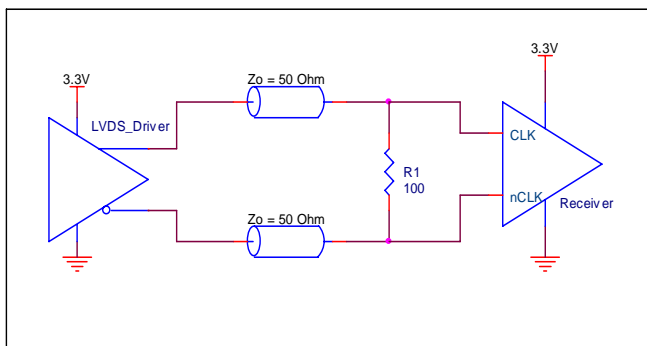 3.3V
LVDS_Driver
Zo = 50 Ohm
Zo = 50 Ohm
R1
100
3.3V
CLK
nCLK
Receiver